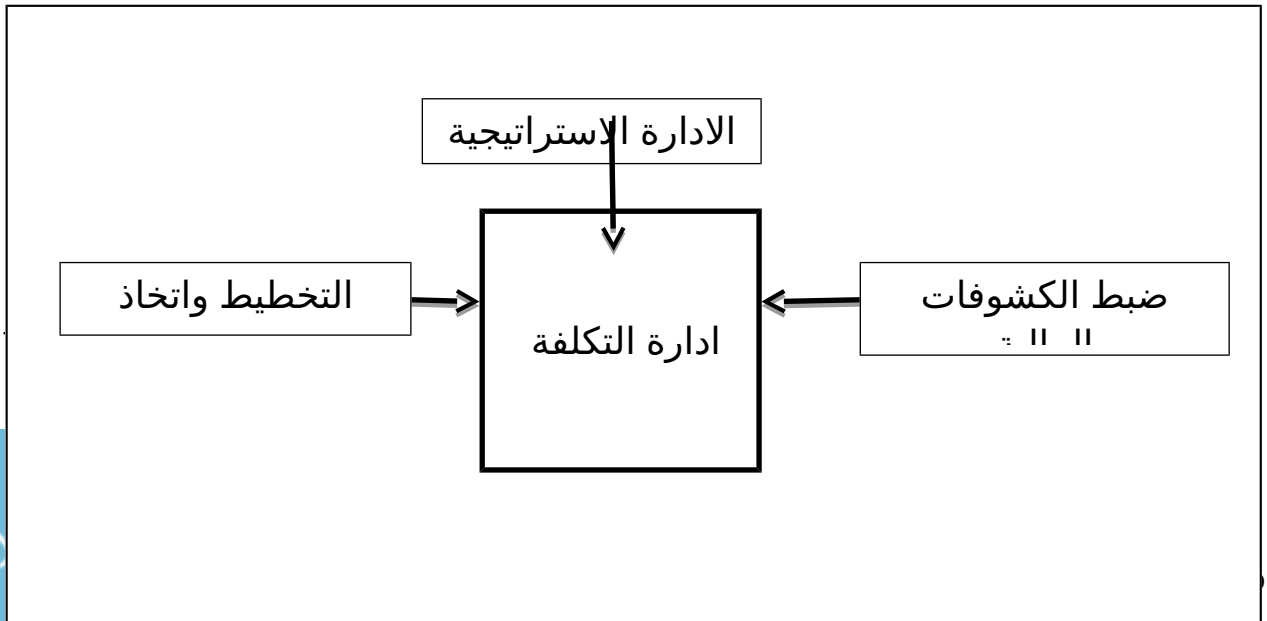 الادارة الاستراتيجية
ضبط الكشوفات
التخطيط واتخاذ
ادارة التكلفة